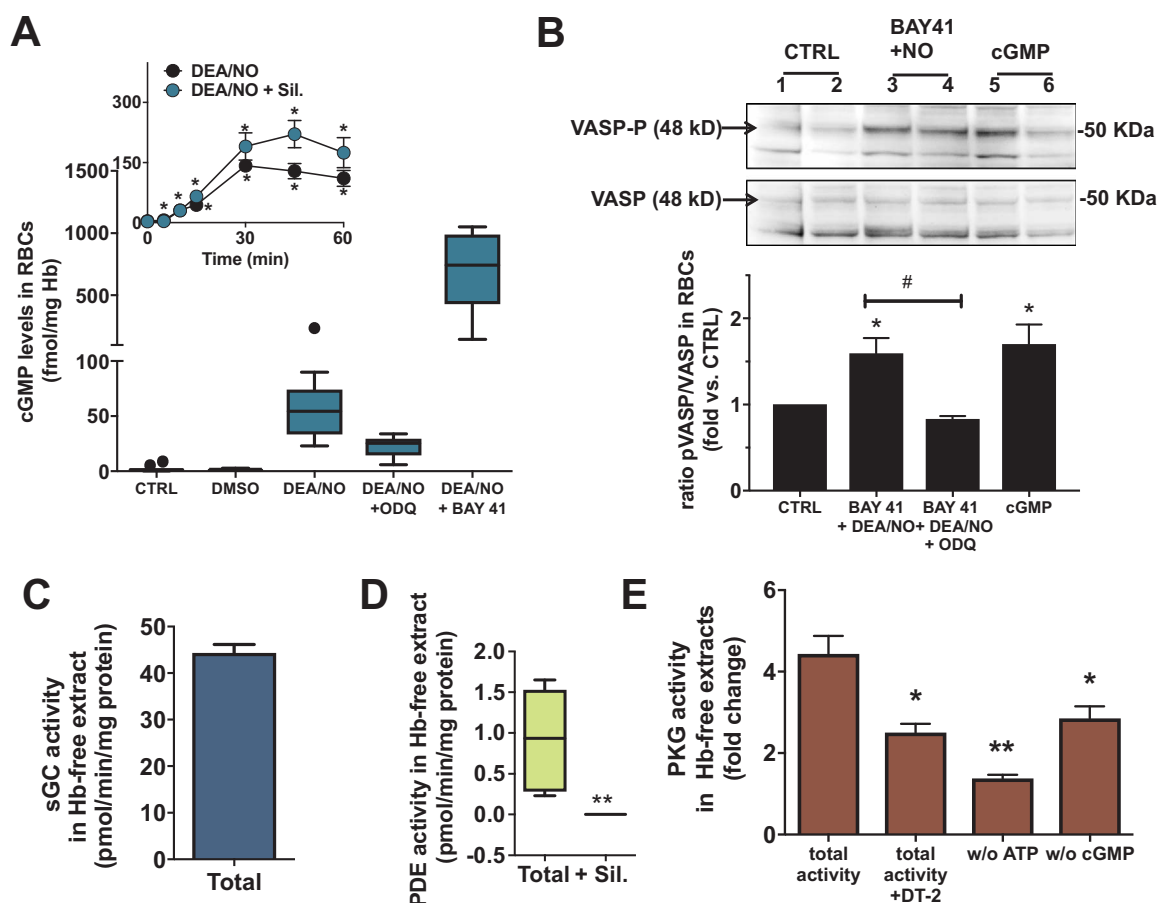 A
DEA/NO
DEA/NO + Sil.
300
150
0
* * * * * * * * * *
0 30 60
Time (min)
cGMP levels in RBCs
(fmol/mg Hb)
1500
1000
500
100
50
0
CTRL DMSO DEA/NO DEA/NO DEA/NO
+ODQ + BAY 41
B
BAY41
CTRL +NO cGMP
1 2 3 4 5 6
VASP-P (48 kD) -50 KDa
VASP (48 kD) -50 KDa
ratio pVASP/VASP in RBCs
(fold vs. CTRL)
2
1
0
* # *
CTRL BAY 41 BAY 41 cGMP
+ DEA/NO + DEA/NO
+ ODQ
C
sGC activity
in Hb-free extract
(pmol/min/mg protein)
50
40
30
20
10
0
Total
D
PDE activity in Hb-free extract
(pmol/min/mg protein)
2.0
1.5
1.0
0.5
0.0
-0.5
**
Total + Sil.
E
PKG activity
in Hb-free extracts
(fold change)
6
4
2
0
* ** *
total total w/o ATP w/o cGMP
activity activity
+DT-2